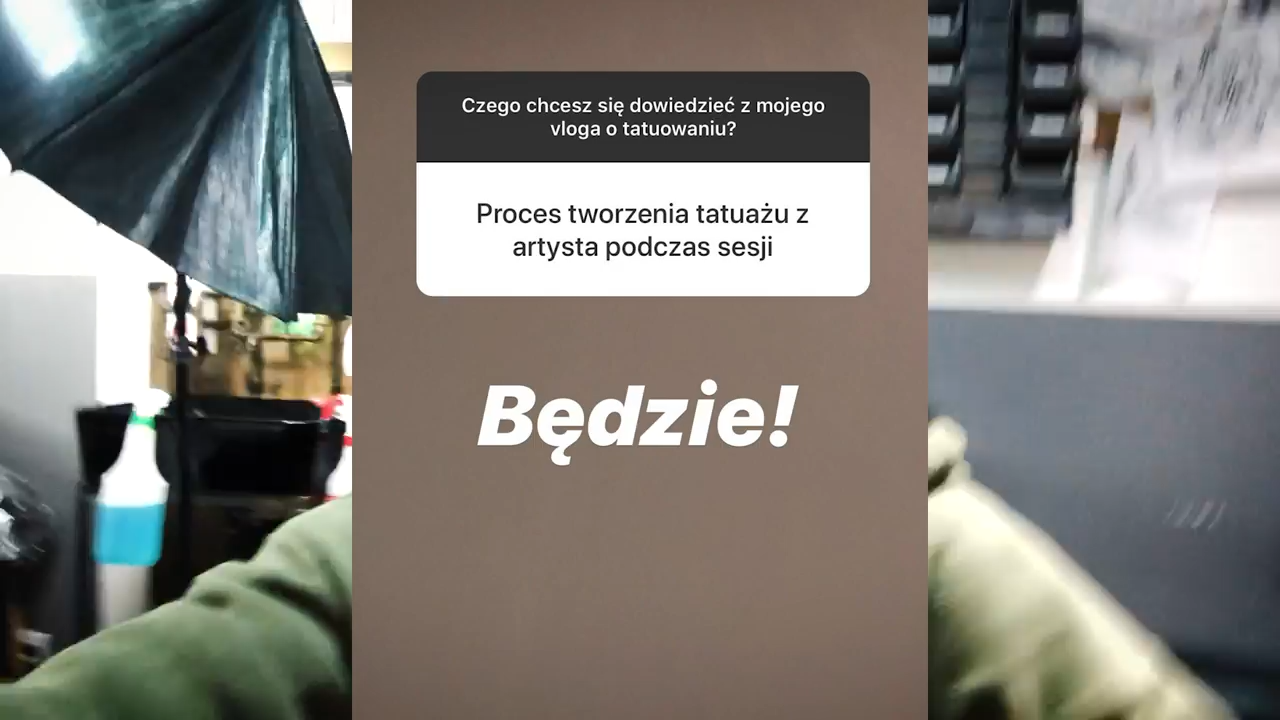 Czego chcesz się dowiedzieć z mojego
vloga o tatuowaniu?
Proces tworzenia tatuażu z
artysta podczas sesji
Będzie!